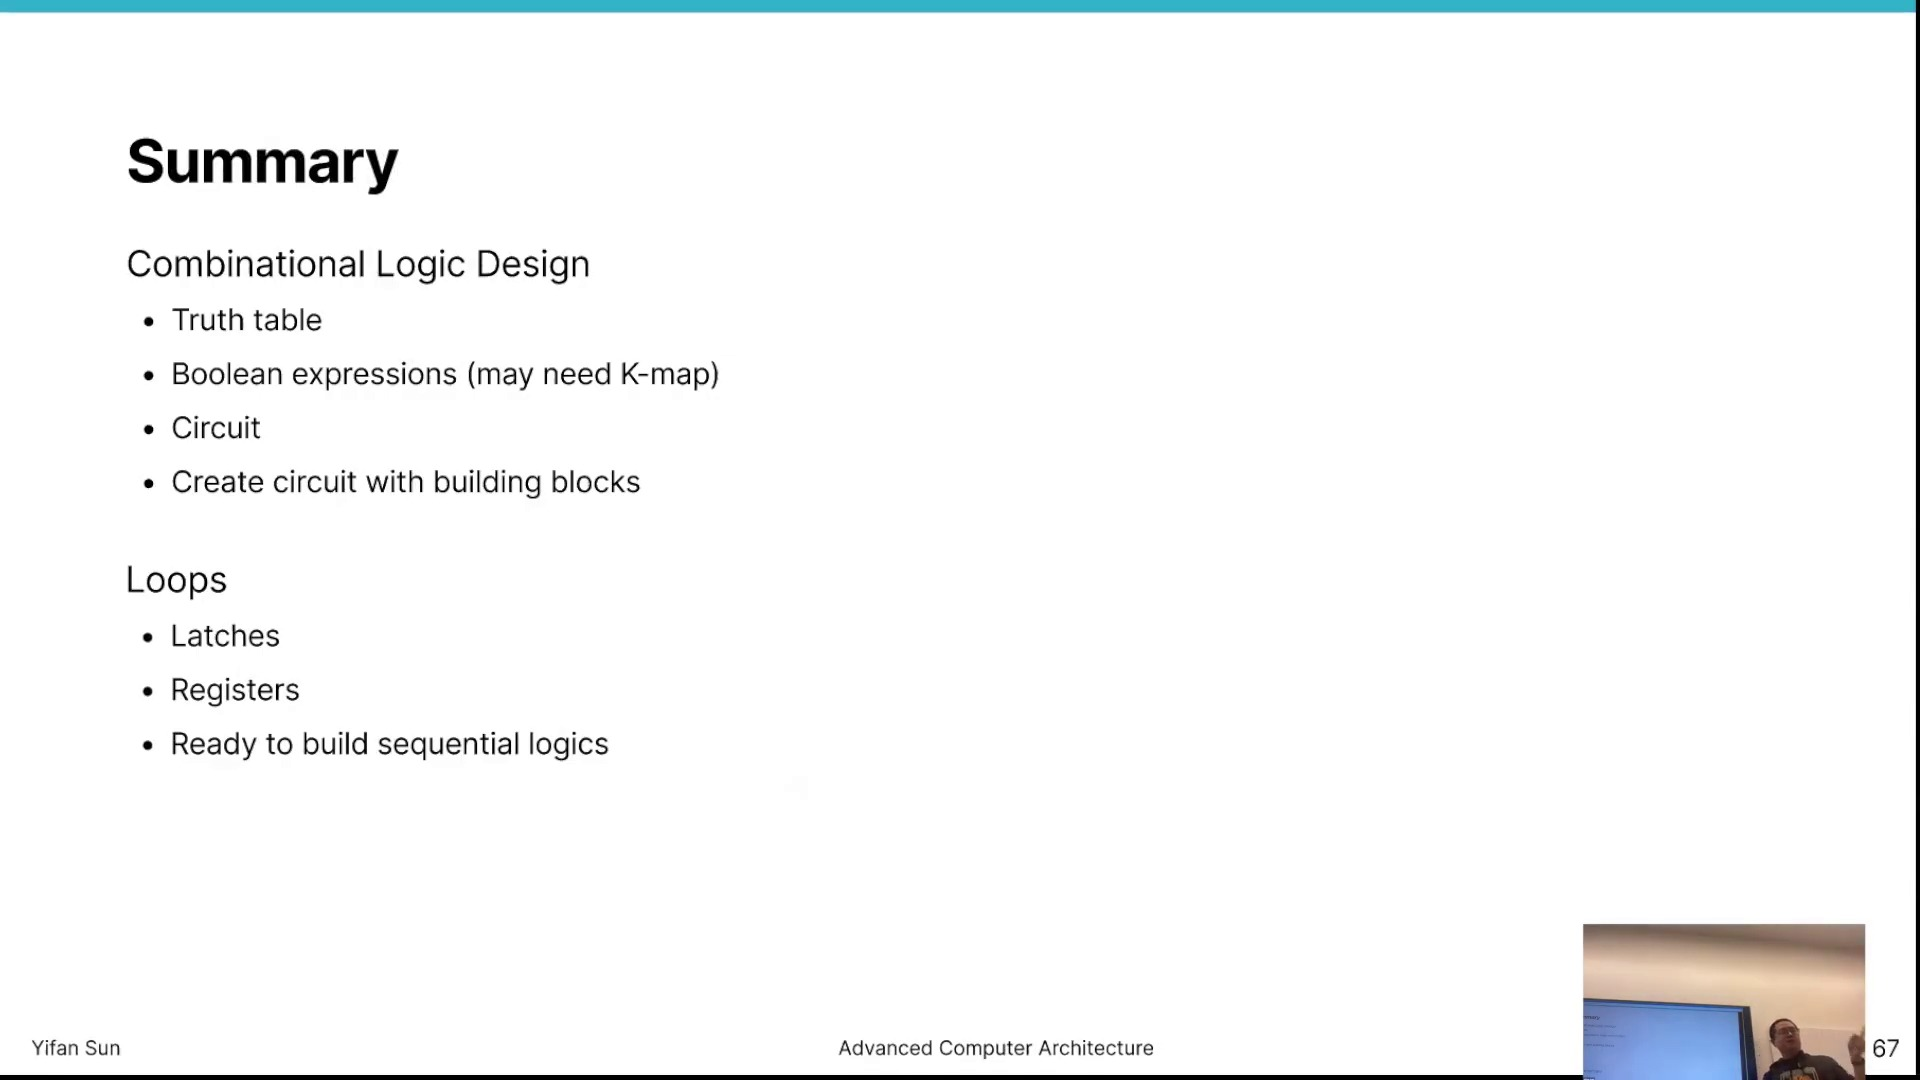 Summary
Combinational Logic Design
• Truth table
• Boolean expressions (may need K-map)
• Circuit
• Create circuit with building blocks
Loops
• Latches
• Registers
• Ready to build sequential logics
Yifan Sun
Advanced Computer Architecture
67